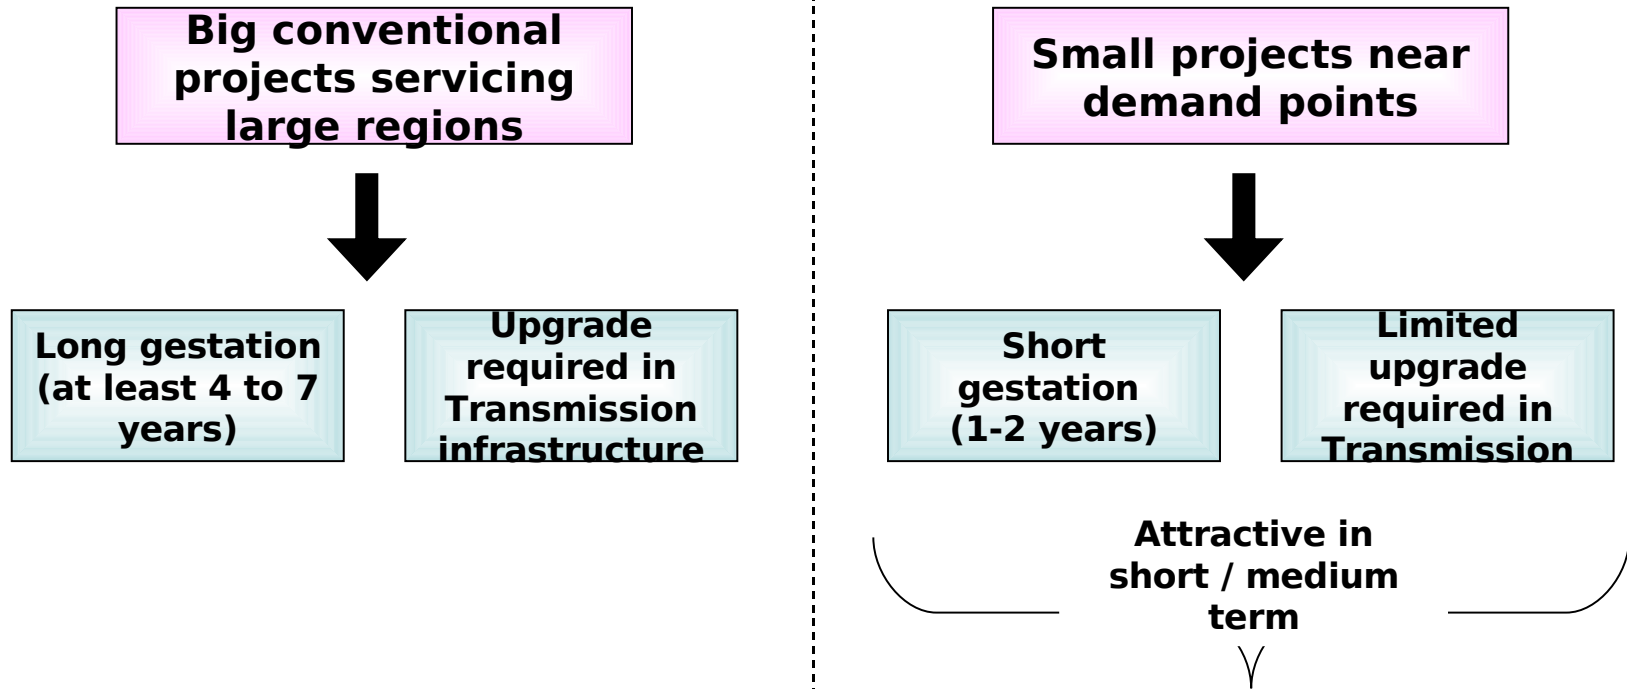 Big conventional
projects servicing
large regions
Small projects near
demand points
Long gestation
(at least 4 to 7
years)
Upgrade
required in
Transmission
infrastructure
Short
gestation
(1-2 years)
Limited
upgrade
required in
Transmission
Attractive in
short / medium
term